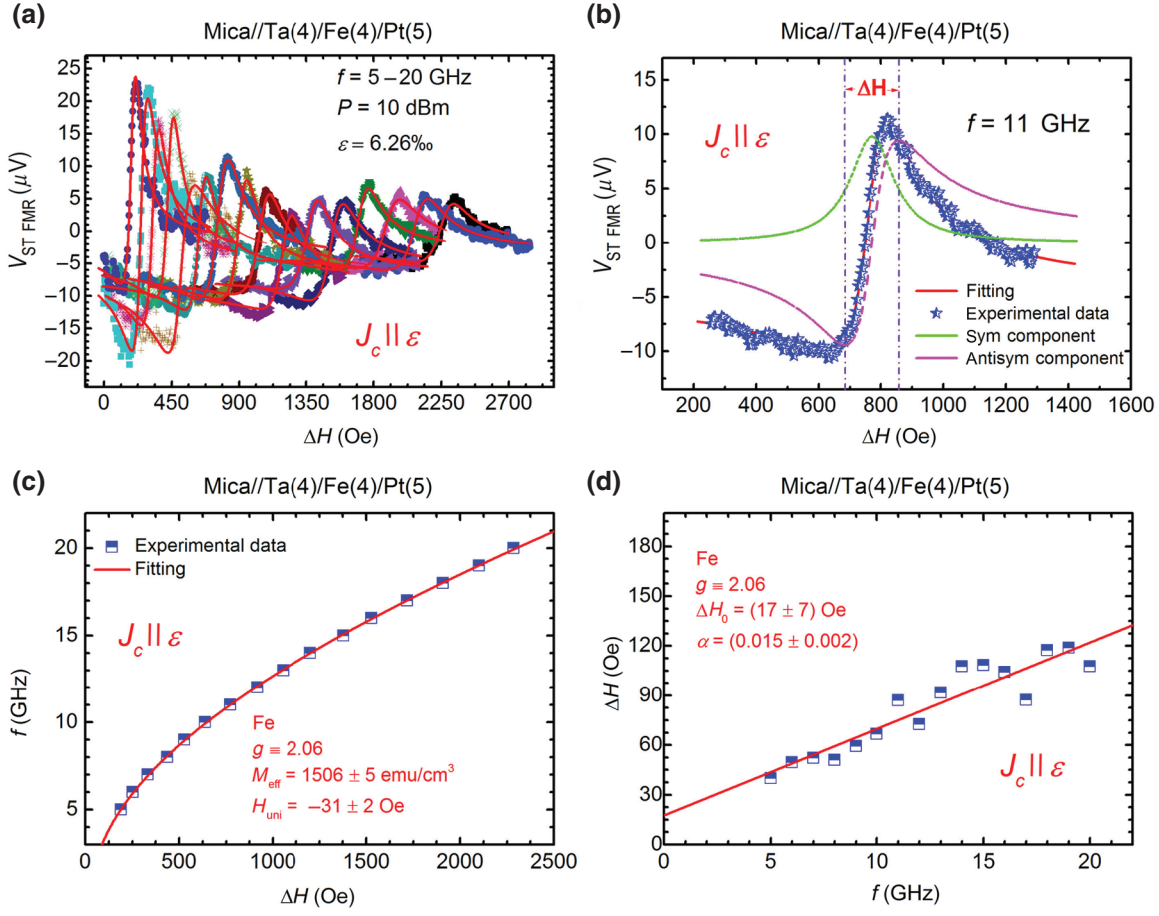 (a)
Mica//Ta(4)/Fe(4)/Pt(5)
f = 5–20 GHz
P = 10 dBm
ε = 6.26‰
J_c || ε
V_ST FMR (μV)
25
20
15
10
5
0
−5
−10
−15
−20
0 450 900 1350 1800 2250 2700
ΔH (Oe)
(b)
Mica//Ta(4)/Fe(4)/Pt(5)
ΔH
J_c || ε
f = 11 GHz
Fitting
Experimental data
Sym component
Antisym component
V_ST FMR (μV)
15
10
5
0
−5
−10
200 400 600 800 1000 1200 1400 1600
ΔH (Oe)
(c)
Mica//Ta(4)/Fe(4)/Pt(5)
Experimental data
Fitting
J_c || ε
Fe
g ≡ 2.06
M_eff = 1506 ± 5 emu/cm³
H_uni = −31 ± 2 Oe
f (GHz)
20
15
10
5
0 500 1000 1500 2000 2500
ΔH (Oe)
(d)
Mica//Ta(4)/Fe(4)/Pt(5)
Fe
g ≡ 2.06
ΔH₀ = (17 ± 7) Oe
α = (0.015 ± 0.002)
J_c || ε
ΔH (Oe)
180
150
120
90
60
30
0
0 5 10 15 20
f (GHz)